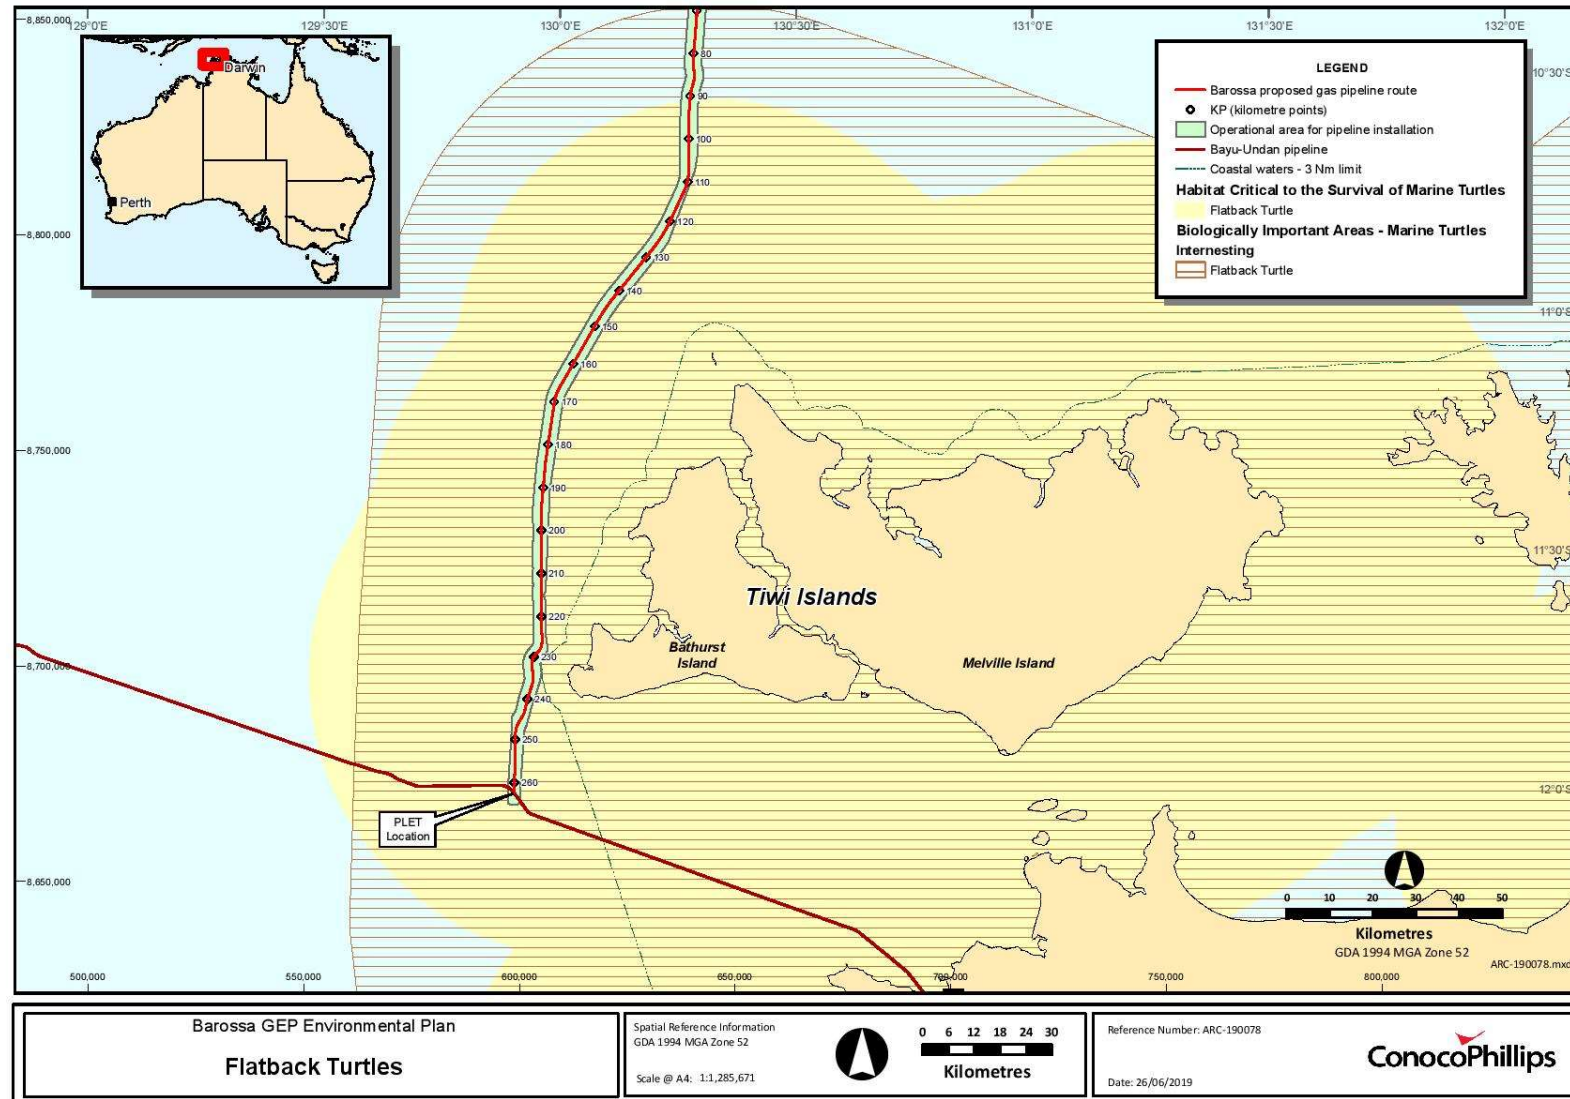 8,850,000
129°0'E
129°30'E
130°0'E
130°30'E
131°0'E
131°30'E
132°0'E
Darwin
Perth
80
90
100
110
120
130
140
150
160
170
180
190
200
210
220
230
240
250
260
LEGEND
Barossa proposed gas pipeline route
KP (kilometre points)
Operational area for pipeline installation
Bayu-Undan pipeline
Coastal waters - 3 Nm limit
Habitat Critical to the Survival of Marine Turtles
Flatback Turtle
Biologically Important Areas - Marine Turtles
Internesting
Flatback Turtle
10°30'S
11°0'S
11°30'S
12°0'S
8,800,000
8,750,000
8,700,000
8,650,000
Tiwi Islands
Bathurst
Island
Melville Island
PLET
Location
0 10 20 30 40 50
Kilometres
GDA 1994 MGA Zone 52
ARC-190078.mxd
500,000
550,000
600,000
650,000
700,000
750,000
800,000
Barossa GEP Environmental Plan
Flatback Turtles
Spatial Reference Information
GDA 1994 MGA Zone 52
Scale @ A4: 1:1,285,671
0 6 12 18 24 30
Kilometres
Reference Number: ARC-190078
Date: 26/06/2019
ConocoPhillips